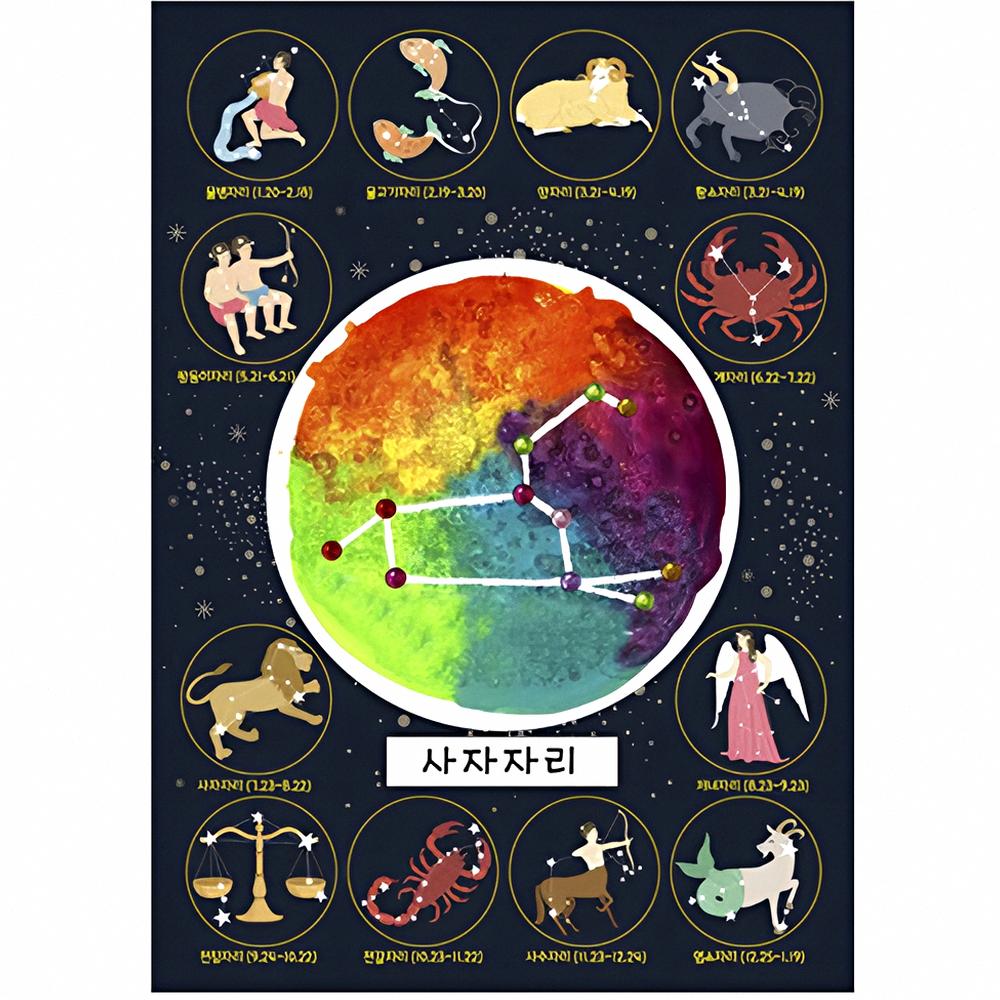 물병자리 (1.20~2.18)
물고기자리 (2.19~3.20)
양자리 (3.21~4.19)
황소자리 (3.21~4.19)
쌍둥이자리 (5.21~6.21)
게자리 (6.22~7.22)
사자자리 (7.23~8.22)
사자자리
처녀자리 (8.23~9.23)
천칭자리 (9.24~10.22)
전갈자리 (10.23~11.22)
사수자리 (11.23~12.24)
염소자리 (12.25~1.19)